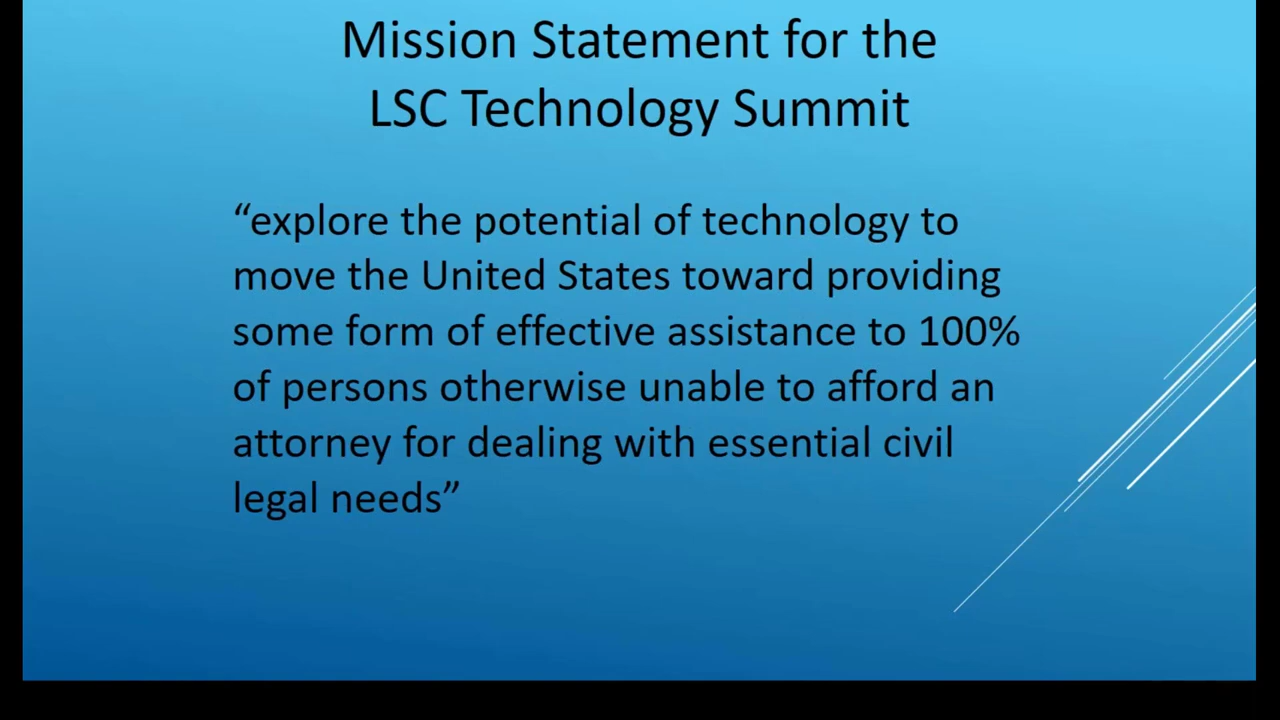 Mission Statement for the
LSC Technology Summit
“explore the potential of technology to
move the United States toward providing
some form of effective assistance to 100%
of persons otherwise unable to afford an
attorney for dealing with essential civil
legal needs”